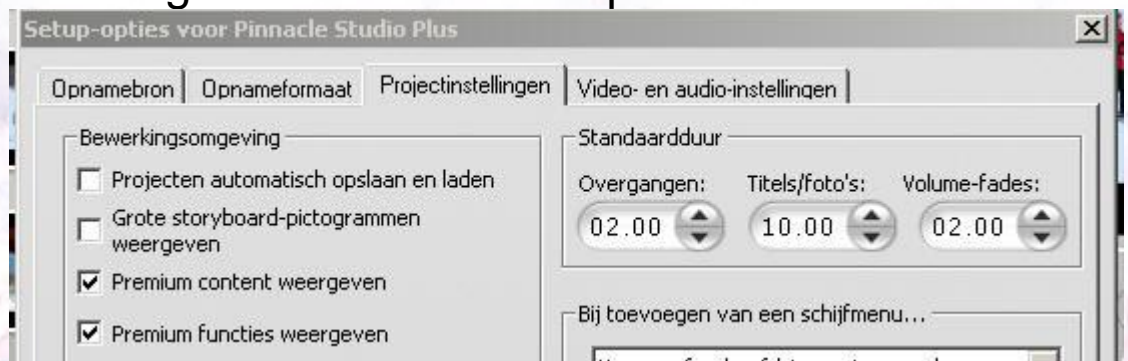 Setup-opties voor Pinnacle Studio Plus
Opnamebron
Opnameformaat
Projectinstellingen
Video- en audio-instellingen
Bewerkingsomgeving
Projecten automatisch opslaan en laden
Grote storyboard-pictogrammen
weergeven
Premium content weergeven
Premium functies weergeven
Standaardduur
Overgangen: Titels/foto's: Volume-fades:
02.00 10.00 02.00
Bij toevoegen van een schijfmenu...